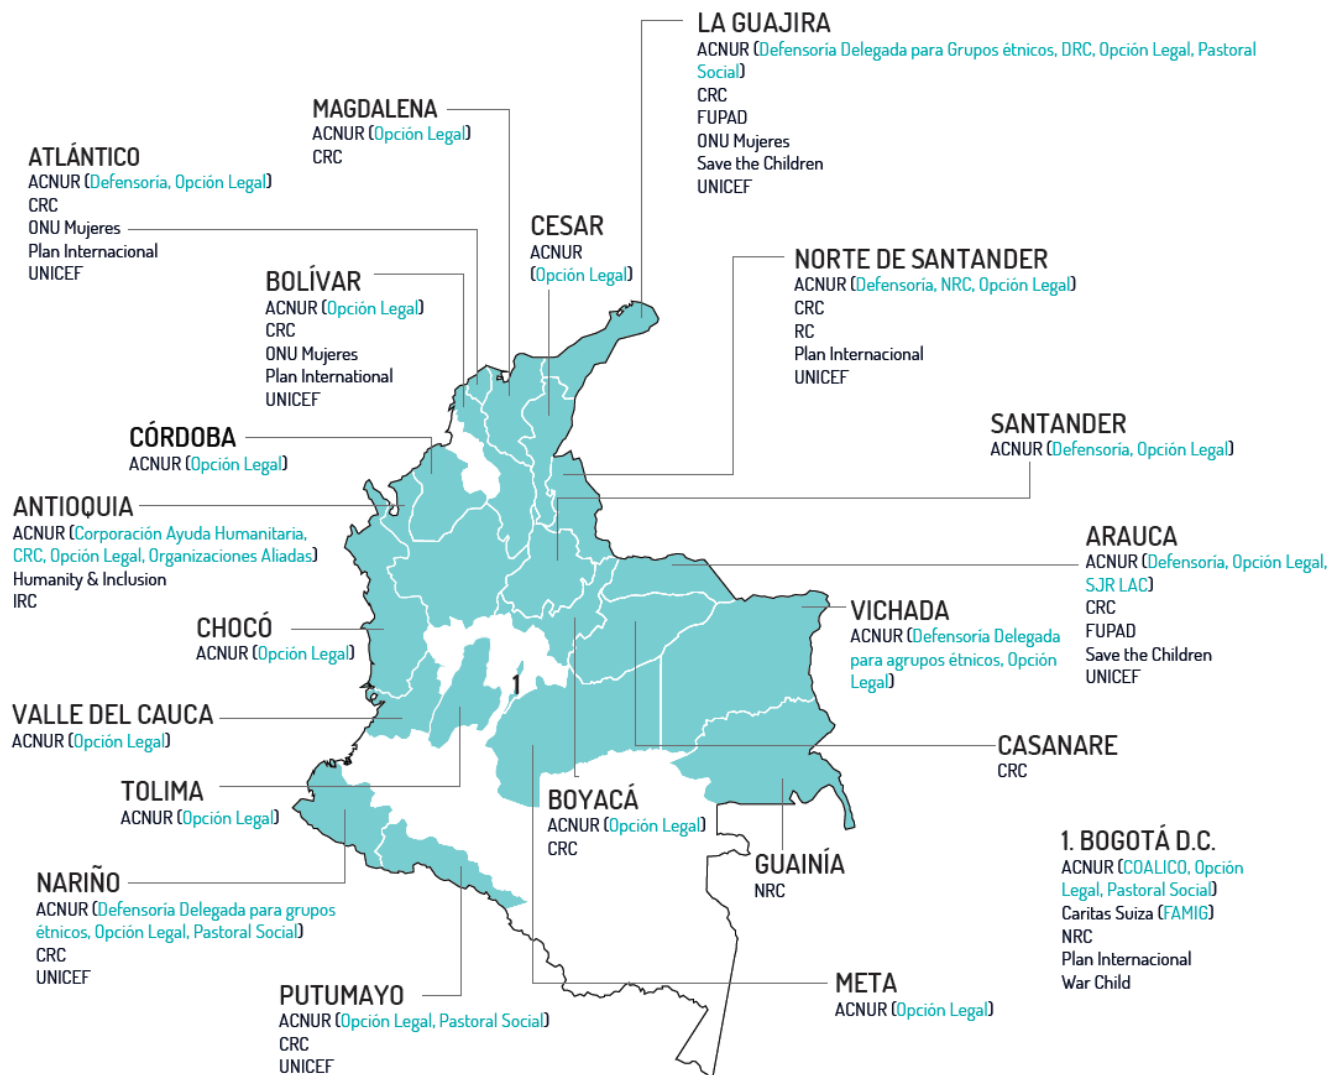 LA GUAJIRA
ACNUR (Defensoría Delegada para Grupos étnicos, DRC, Opción Legal, Pastoral
Social)
CRC
FUPAD
ONU Mujeres
Save the Children
UNICEF
MAGDALENA
ACNUR (Opción Legal)
CRC
ATLÁNTICO
ACNUR (Defensoría, Opción Legal)
CRC
ONU Mujeres
Plan Internacional
UNICEF
CESAR
ACNUR
(Opción Legal)
BOLÍVAR
ACNUR (Opción Legal)
CRC
ONU Mujeres
Plan International
UNICEF
NORTE DE SANTANDER
ACNUR (Defensoría, NRC, Opción Legal)
CRC
RC
Plan Internacional
UNICEF
CÓRDOBA
ACNUR (Opción Legal)
SANTANDER
ACNUR (Defensoría, Opción Legal)
ANTIOQUIA
ACNUR (Corporación Ayuda Humanitaria,
CRC, Opción Legal, Organizaciones Aliadas)
Humanity & Inclusion
IRC
ARAUCA
ACNUR (Defensoría, Opción Legal,
SJR LAC)
CRC
FUPAD
Save the Children
UNICEF
CHOCÓ
ACNUR (Opción Legal)
VICHADA
ACNUR (Defensoría Delegada
para agrupos étnicos, Opción
Legal)
1
VALLE DEL CAUCA
ACNUR (Opción Legal)
CASANARE
CRC
TOLIMA
ACNUR (Opción Legal)
BOYACÁ
ACNUR (Opción Legal)
CRC
GUAINÍA
NRC
1. BOGOTÁ D.C.
ACNUR (COALICO, Opción
Legal, Pastoral Social)
Caritas Suiza (FAMIG)
NRC
Plan Internacional
War Child
NARIÑO
ACNUR (Defensoría Delegada para grupos
étnicos, Opción Legal, Pastoral Social)
CRC
UNICEF
PUTUMAYO
ACNUR (Opción Legal, Pastoral Social)
CRC
UNICEF
META
ACNUR (Opción Legal)